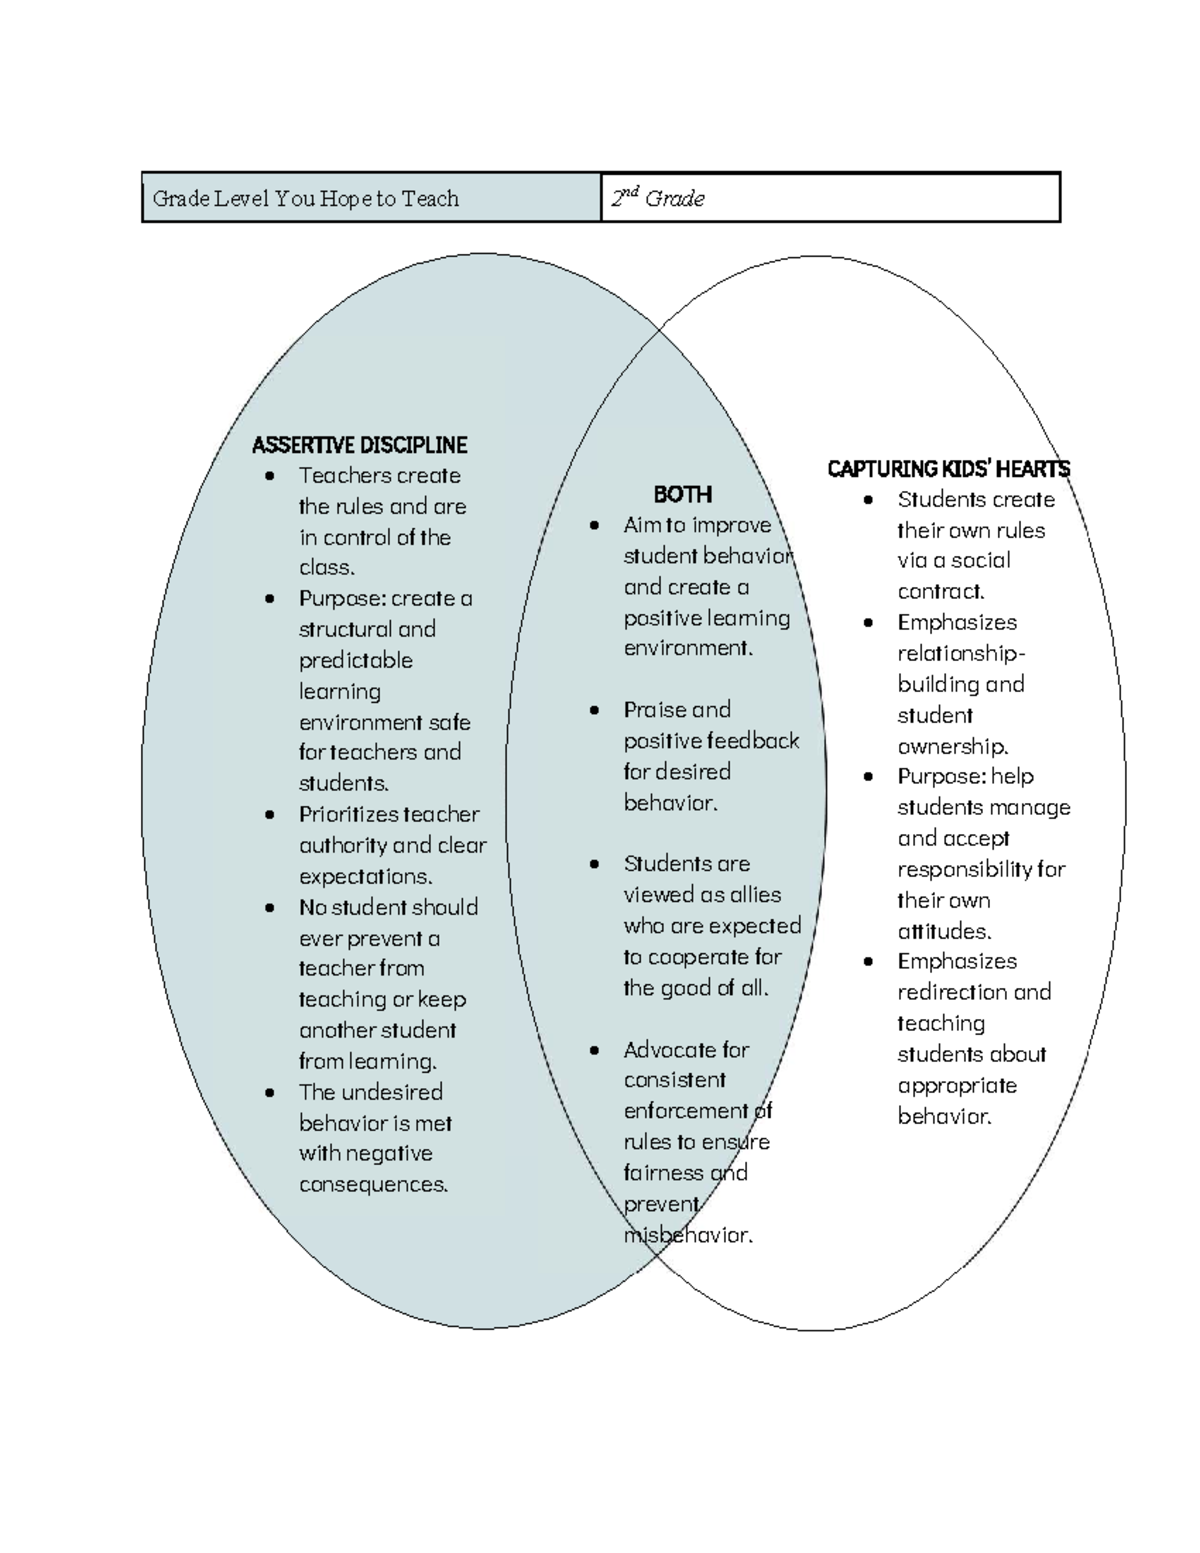 Grade Level You Hope to Teach
2nd Grade
ASSERTIVE DISCIPLINE
• Teachers create
the rules and are
in control of the
class.
• Purpose: create a
structural and
predictable
learning
environment safe
for teachers and
students.
• Prioritizes teacher
authority and clear
expectations.
• No student should
ever prevent a
teacher from
teaching or keep
another student
from learning.
• The undesired
behavior is met
with negative
consequences.
BOTH
• Aim to improve
student behavior
and create a
positive learning
environment.
• Praise and
positive feedback
for desired
behavior.
• Students are
viewed as allies
who are expected
to cooperate for
the good of all.
• Advocate for
consistent
enforcement of
rules to ensure
fairness and
prevent
misbehavior.
CAPTURING KIDS' HEARTS
• Students create
their own rules
via a social
contract.
• Emphasizes
relationship-
building and
student
ownership.
• Purpose: help
students manage
and accept
responsibility for
their own
attitudes.
• Emphasizes
redirection and
teaching
students about
appropriate
behavior.